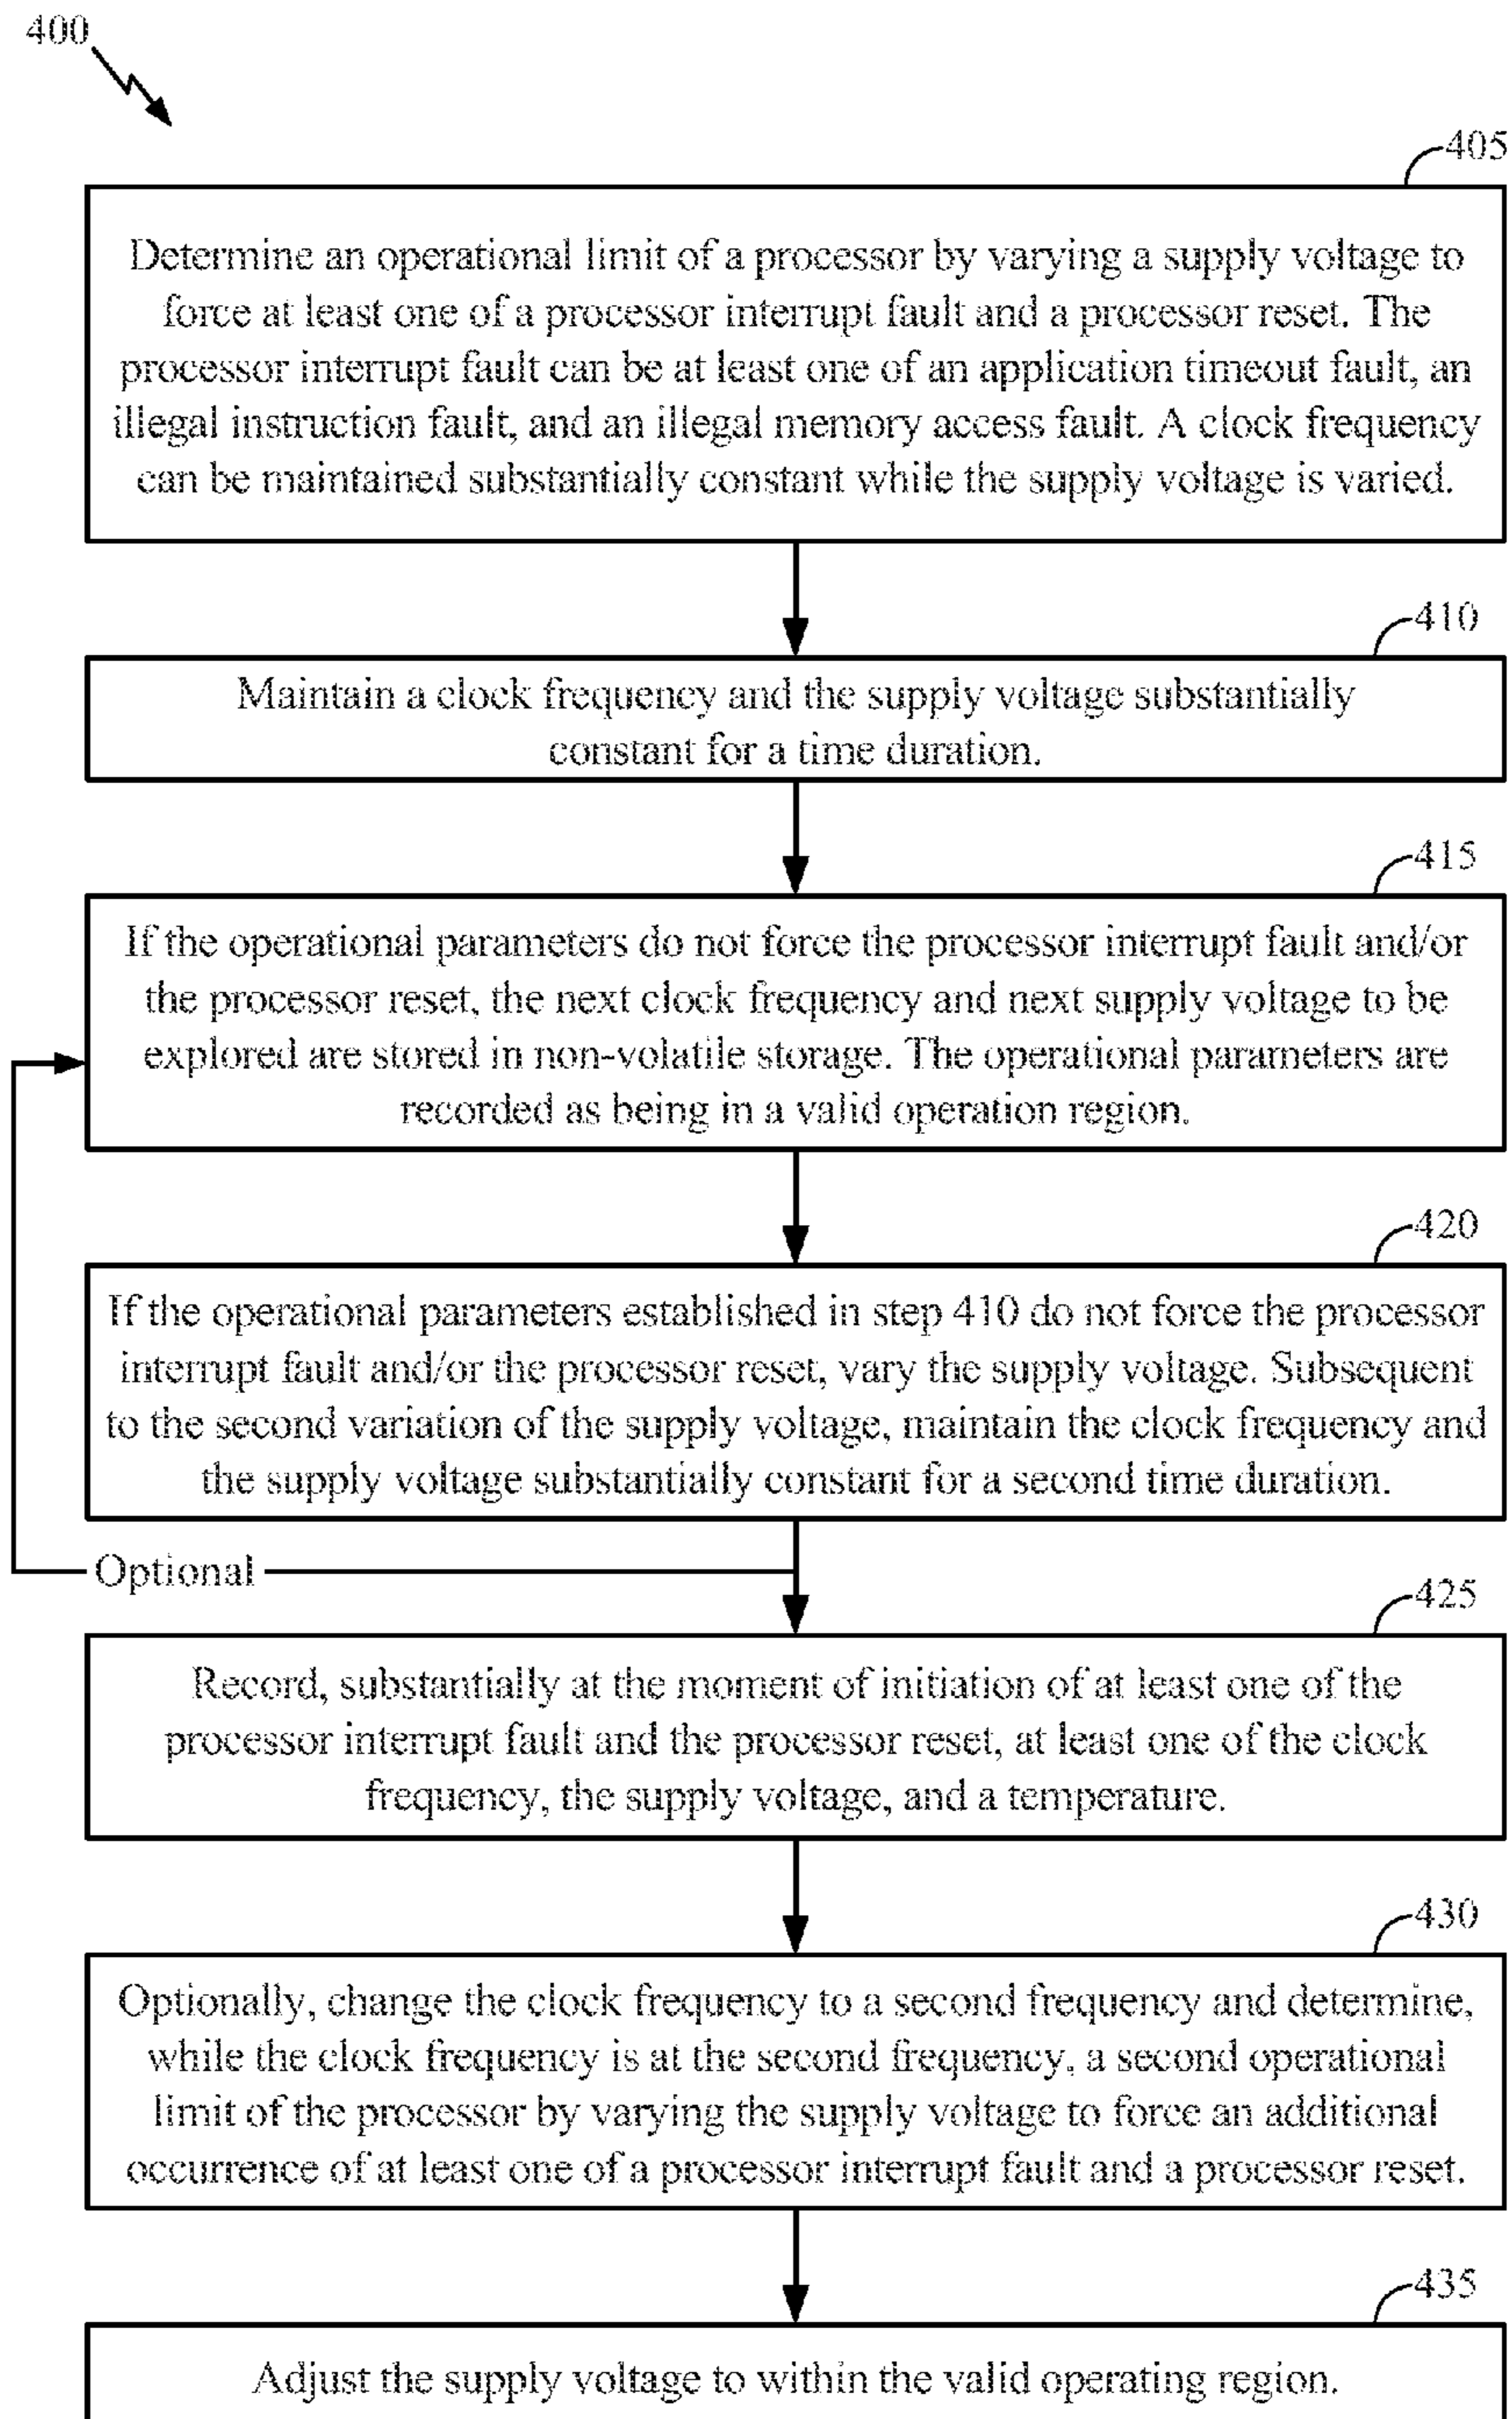 400
405
Determine an operational limit of a processor by varying a supply voltage to
force at least one of a processor interrupt fault and a processor reset. The
processor interrupt fault can be at least one of an application timeout fault, an
illegal instruction fault, and an illegal memory access fault. A clock frequency
can be maintained substantially constant while the supply voltage is varied.
410
Maintain a clock frequency and the supply voltage substantially
constant for a time duration.
415
If the operational parameters do not force the processor interrupt fault and/or
the processor reset, the next clock frequency and next supply voltage to be
explored are stored in non-volatile storage. The operational parameters are
recorded as being in a valid operation region.
420
If the operational parameters established in step 410 do not force the processor
interrupt fault and/or the processor reset, vary the supply voltage. Subsequent
to the second variation of the supply voltage, maintain the clock frequency and
the supply voltage substantially constant for a second time duration.
Optional
425
Record, substantially at the moment of initiation of at least one of the
processor interrupt fault and the processor reset, at least one of the clock
frequency, the supply voltage, and a temperature.
430
Optionally, change the clock frequency to a second frequency and determine,
while the clock frequency is at the second frequency, a second operational
limit of the processor by varying the supply voltage to force an additional
occurrence of at least one of a processor interrupt fault and a processor reset.
435
Adjust the supply voltage to within the valid operating region.